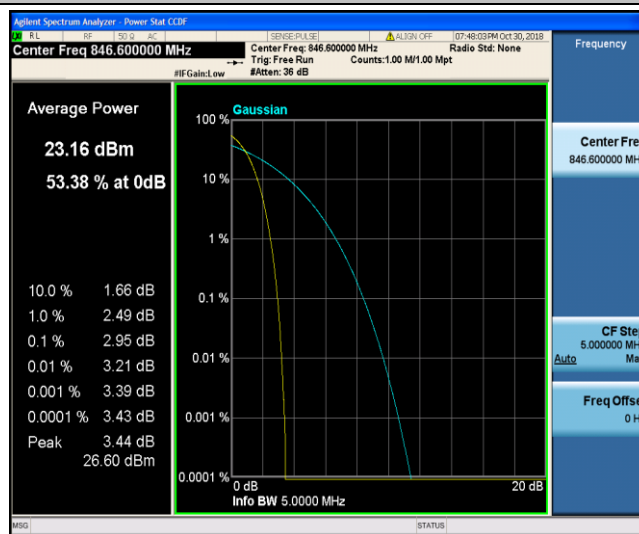 Agilent Spectrum Analyzer - Power Stat CCDF
RL RF 50 Ω AC SENSE:PULSE ALIGN OFF 07:48:03 PM Oct 30, 2018
Center Freq 846.600000 MHz
Center Freq: 846.600000 MHz Radio Std: None
Trig: Free Run Counts:1.00 M/1.00 Mpt
#IFGain:Low #Atten: 36 dB
Frequency
Average Power
23.16 dBm
53.38 % at 0dB
10.0 % 1.66 dB
1.0 % 2.49 dB
0.1 % 2.95 dB
0.01 % 3.21 dB
0.001 % 3.39 dB
0.0001 % 3.43 dB
Peak 3.44 dB
26.60 dBm
Gaussian
100 %
10 %
1 %
0.1 %
0.01 %
0.001 %
0.0001 %
0 dB 20 dB
Info BW 5.0000 MHz
Center Fre
846.600000 MH
CF Ste
5.000000 MH
Auto Ma
Freq Offse
0 H
MSG STATUS